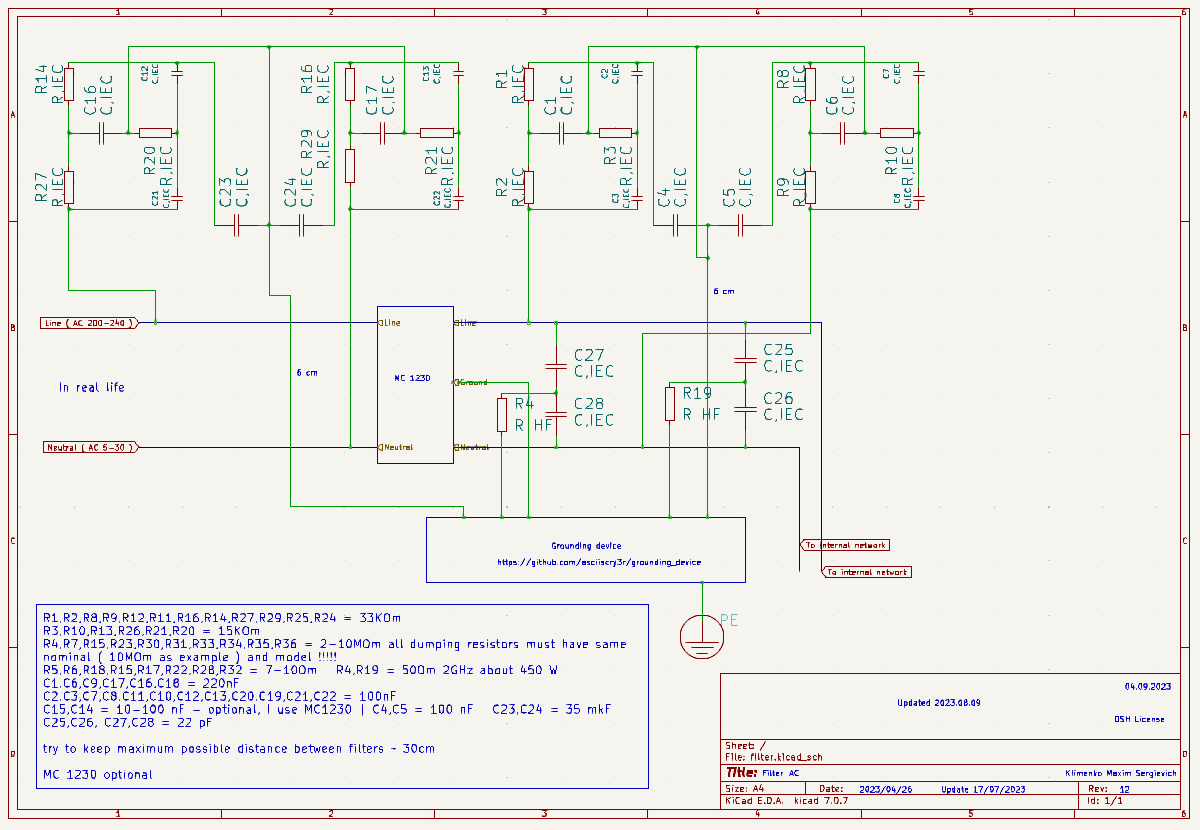 1 2 3 4 5 6
A
B
C
D
R14
R,IEC
C16
C,IEC
C12
C,IEC
R20
R,IEC
R27
R,IEC
C21
C,IEC
C23
C,IEC
C24
C,IEC
R16
R,IEC
R29
R,IEC
C17
C,IEC
C13
C,IEC
R21
R,IEC
C22
C,IEC
R1
R,IEC
C1
C,IEC
C2
C,IEC
R2
R,IEC
R3
R,IEC
C3
C,IEC
C4
C,IEC
C5
C,IEC
R8
R,IEC
C6
C,IEC
C7
C,IEC
R9
R,IEC
R10
R,IEC
C8
C,IEC
6 cm
Line ( AC 200-240 )
Line
Line
In real life
6 cm
MC 1230
Ground
Neutral ( AC 5-30 )
Neutral
Neutral
C27
C,IEC
C28
C,IEC
R4
R HF
C25
C,IEC
C26
C,IEC
R19
R HF
Grounding device
https://github.com/asciiscry3r/grounding_device
To internal network
To internal network
PE
R1,R2,R8,R9,R12,R11,R16,R14,R27,R29,R25,R24 = 33KOm
R3,R10,R13,R26,R21,R20 = 15KOm
R4,R7,R15,R23,R30,R31,R33,R34,R35,R36 = 2-10MOm all dumping resistors must have same
nominal ( 10MOm as example ) and model !!!!!
R5,R6,R18,R15,R17,R22,R28,R32 = 7-10Om R4,R19 = 50Om 2GHz about 450 W
C1,C6,C9,C17,C16,C18 = 220nF
C2,C3,C7,C8,C11,C10,C12,C13,C20,C19,C21,C22 = 100nF
C15,C14 = 10-100 nF - optional, I use MC1230 | C4,C5 = 100 nF C23,C24 = 35 mkF
C25,C26, C27,C28 = 22 pF
try to keep maximum possible distance between filters ~ 30cm
MC 1230 optional
04.09.2023
Updated 2023.08.09
OSH License
Sheet: /
File: filter.kicad_sch
Title: Filter AC
Klimenko Maxim Sergievich
Size: A4
Date: 2023/04/26 Update 17/07/2023
Rev: 12
KiCad E.D.A. kicad 7.0.7
Id: 1/1
1 2 3 4 5 6
A
B
C
D